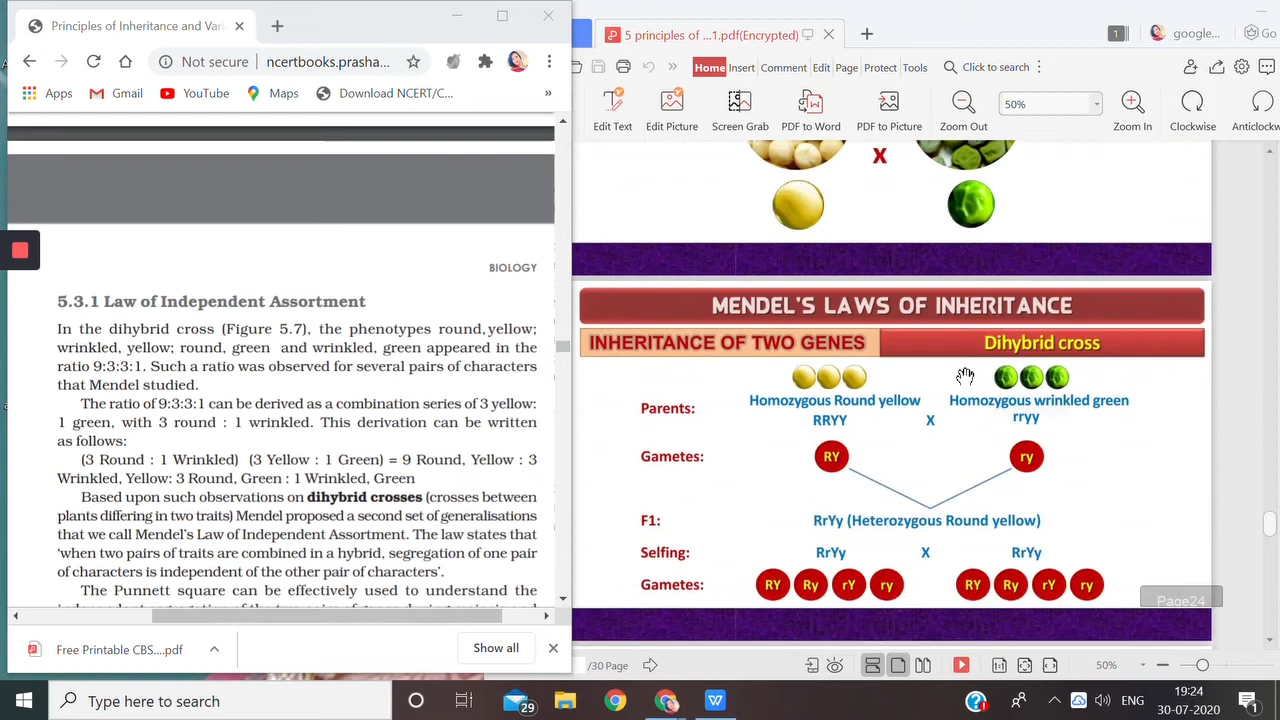 Principles of Inheritance and Vari
Not secure
ncertbooks.prasha...
Apps
Gmail
YouTube
Maps
Download NCERT/C...
»
BIOLOGY
5.3.1 Law of Independent Assortment
In the dihybrid cross (Figure 5.7), the phenotypes round, yellow;
wrinkled, yellow; round, green and wrinkled, green appeared in the
ratio 9:3:3:1. Such a ratio was observed for several pairs of characters
that Mendel studied.
The ratio of 9:3:3:1 can be derived as a combination series of 3 yellow:
1 green, with 3 round : 1 wrinkled. This derivation can be written
as follows:
(3 Round : 1 Wrinkled) (3 Yellow : 1 Green) = 9 Round, Yellow : 3
Wrinkled, Yellow: 3 Round, Green : 1 Wrinkled, Green
Based upon such observations on dihybrid crosses (crosses between
plants differing in two traits) Mendel proposed a second set of generalisations
that we call Mendel's Law of Independent Assortment. The law states that
'when two pairs of traits are combined in a hybrid, segregation of one pair
of characters is independent of the other pair of characters'.
The Punnett square can be effectively used to understand the
Free Printable CBS....pdf
Show all
5 principles of ...1.pdf(Encrypted)
1
google...
Go
»
Home Insert Comment Edit Page Protect Tools
Click to search
Edit Text
Edit Picture
Screen Grab
PDF to Word
PDF to Picture
Zoom Out
50%
Zoom In
Clockwise
Anticlockw
X
MENDEL'S LAWS OF INHERITANCE
INHERITANCE OF TWO GENES
Dihybrid cross
Parents:
Homozygous Round yellow
RRYY
X
Homozygous wrinkled green
rryy
Gametes:
RY
ry
F1:
RrYy (Heterozygous Round yellow)
Selfing:
RrYy
X
RrYy
Gametes:
RY Ry rY ry
RY Ry rY ry
Page24
/30 Page
1:1
50%
Type here to search
29
W
ENG
19:24
30-07-2020
1